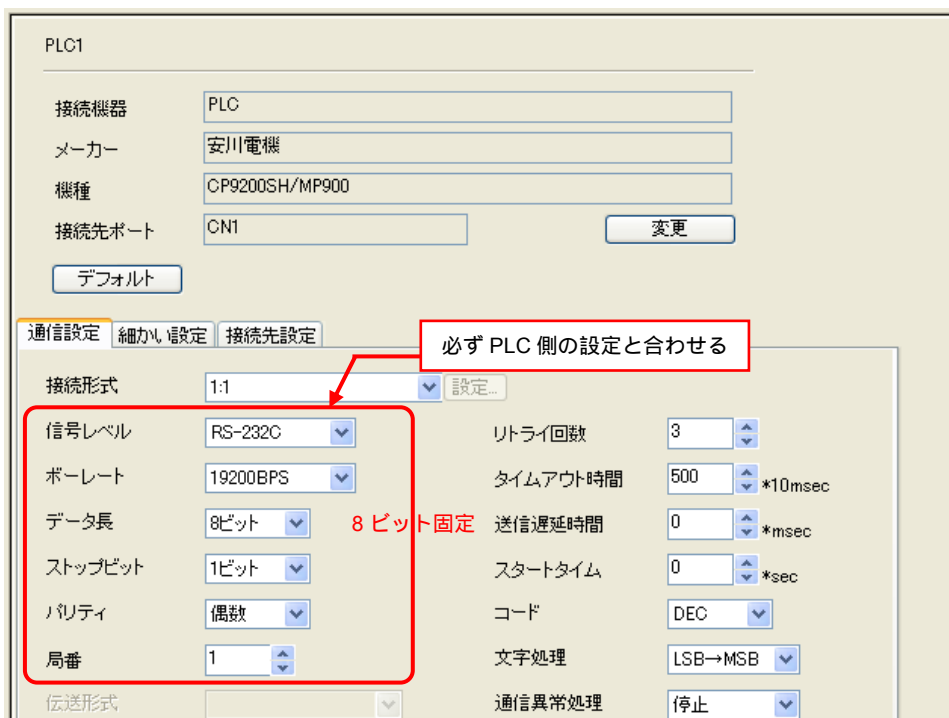 PLC1
接続機器 PLC
メーカー 安川電機
機種 CP9200SH/MP900
接続先ポート CN1 変更
デフォルト
通信設定 細かい設定 接続先設定
必ず PLC 側の設定と合わせる
接続形式 1:1 設定...
信号レベル RS-232C リトライ回数 3
ボーレート 19200BPS タイムアウト時間 500 *10msec
データ長 8ビット 8 ビット固定 送信遅延時間 0 *msec
ストップビット 1ビット スタートタイム 0 *sec
パリティ 偶数 コード DEC
局番 1 文字処理 LSB→MSB
伝送形式 通信異常処理 停止